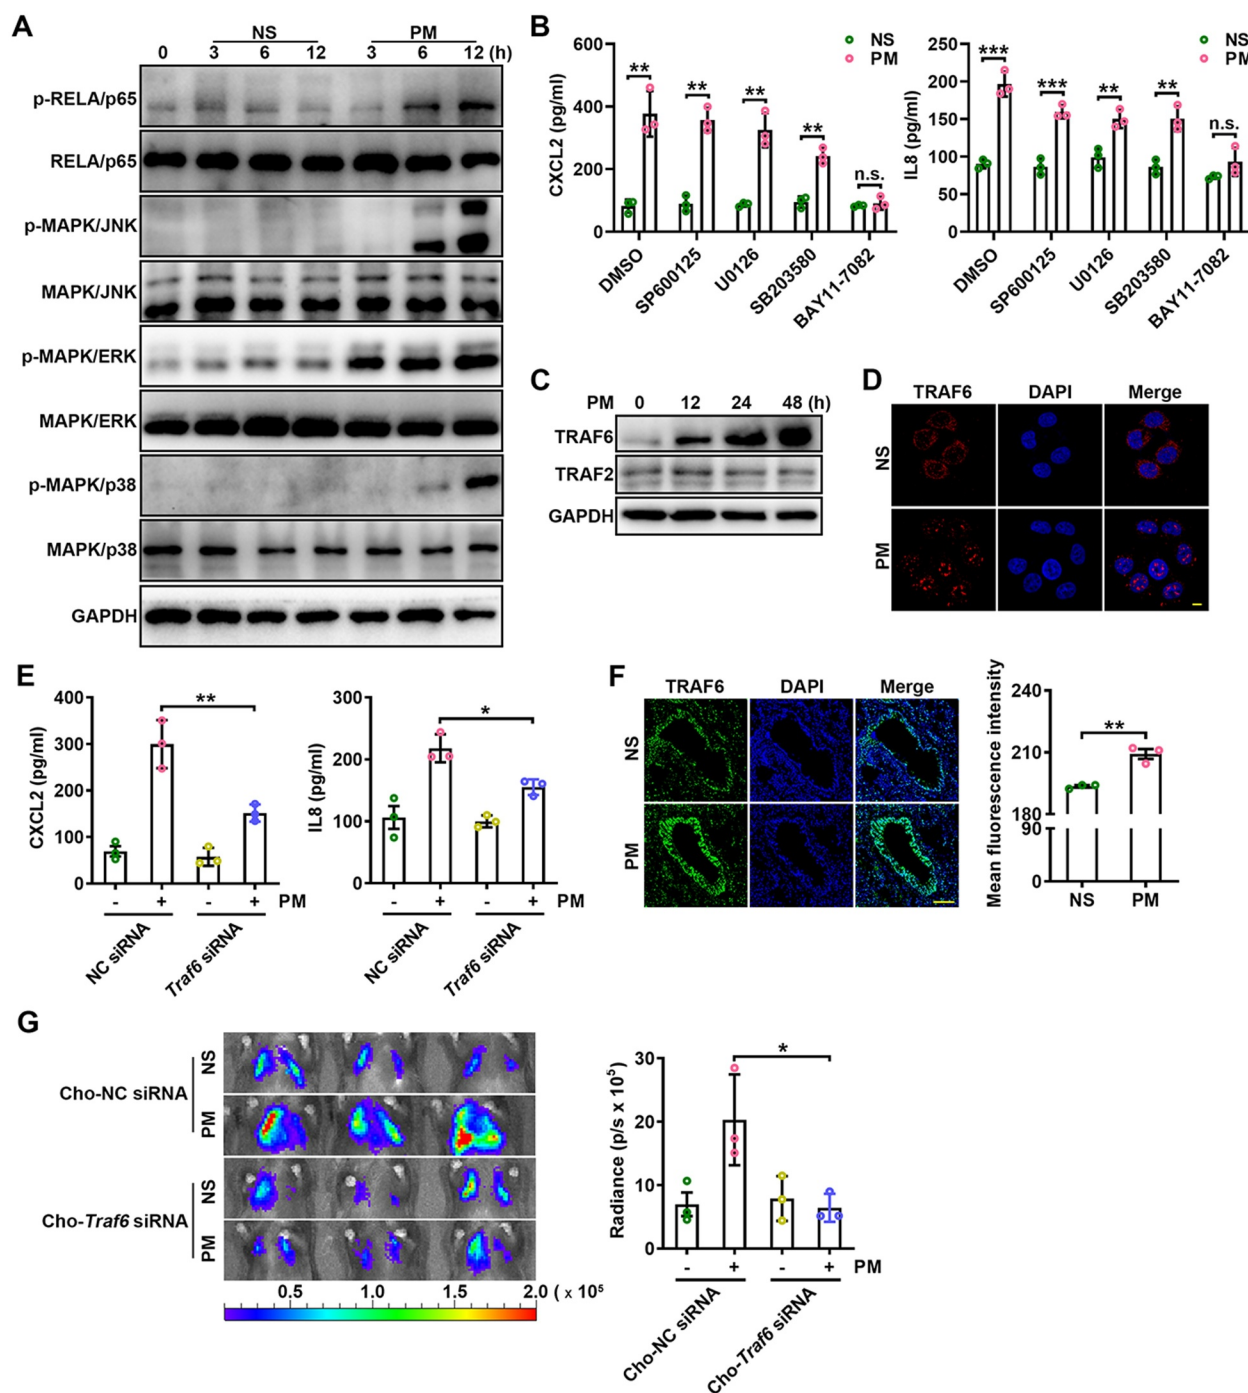 A
NS PM
0 3 6 12 3 6 12 (h)
p-RELA/p65
RELA/p65
p-MAPK/JNK
MAPK/JNK
p-MAPK/ERK
MAPK/ERK
p-MAPK/p38
MAPK/p38
GAPDH
B
NS
PM
CXCL2 (pg/ml)
600
400
200
0
** ** ** ** n.s.
DMSO
SP600125
U0126
SB203580
BAY11-7082
NS
PM
IL8 (pg/ml)
250
200
150
100
50
0
*** *** ** ** n.s.
DMSO
SP600125
U0126
SB203580
BAY11-7082
C
PM 0 12 24 48 (h)
TRAF6
TRAF2
GAPDH
D
TRAF6 DAPI Merge
NS
PM
E
CXCL2 (pg/ml)
400
300
200
100
0
**
- + - + PM
NC siRNA
Traf6 siRNA
IL8 (pg/ml)
300
200
100
0
*
- + - + PM
NC siRNA
Traf6 siRNA
F
TRAF6 DAPI Merge
NS
PM
Mean fluorescence intensity
240
210
180
90
0
**
NS PM
G
Cho-NC siRNA
NS
PM
Cho-Traf6 siRNA
NS
PM
0.5 1.0 1.5 2.0 ( x 10⁵
Radiance (p/s x 10⁵)
30
20
10
0
*
- + - + PM
Cho-NC siRNA
Cho-Traf6 siRNA